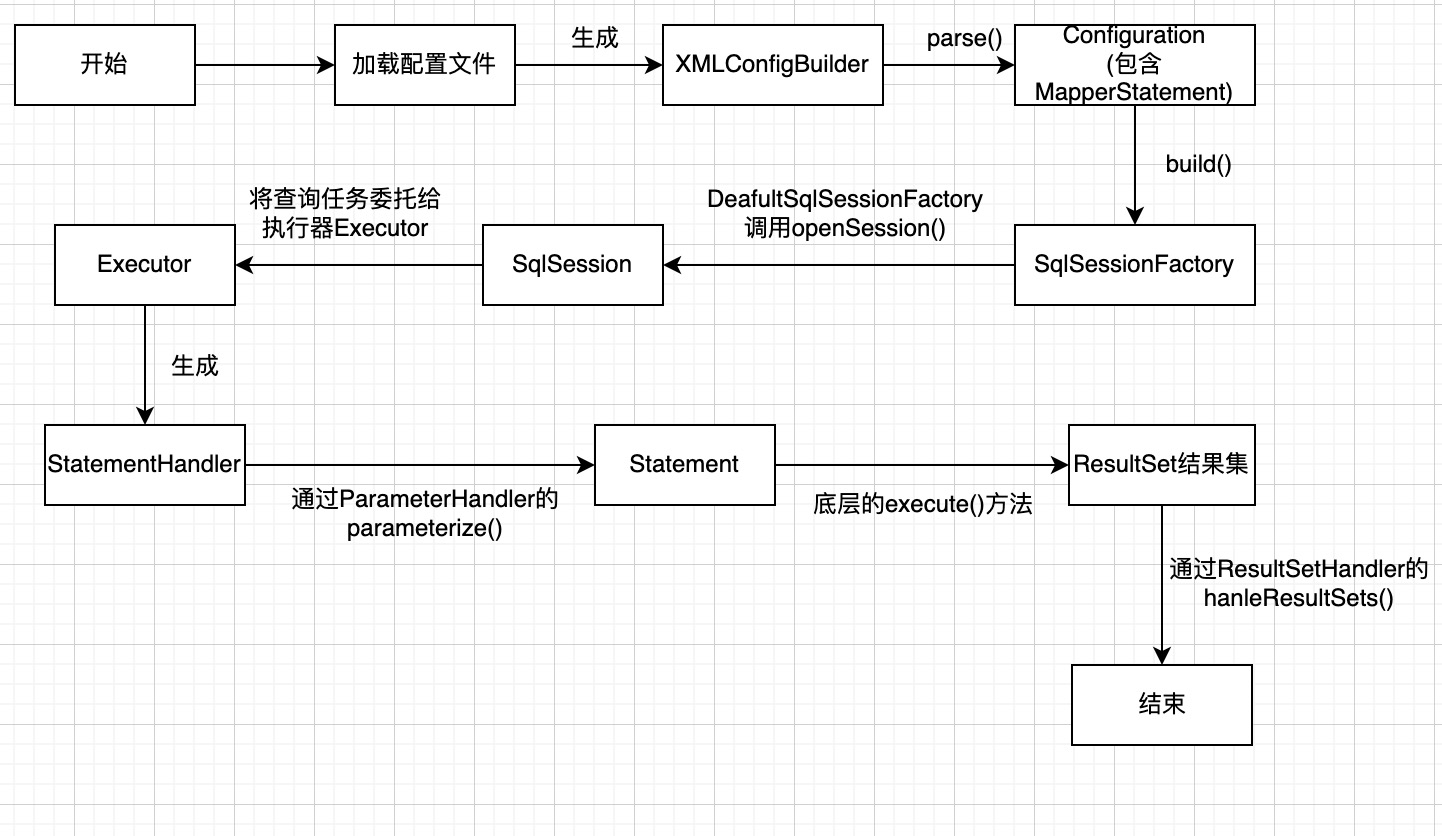 开始
加载配置文件
生成
XMLConfigBuilder
parse()
Configuration
(包含
MapperStatement)
build()
SqlSessionFactory
DeafultSqlSessionFactory
调用openSession()
SqlSession
将查询任务委托给
执行器Executor
Executor
生成
StatementHandler
通过ParameterHandler的
parameterize()
Statement
底层的execute()方法
ResultSet结果集
通过ResultSetHandler的
hanleResultSets()
结束